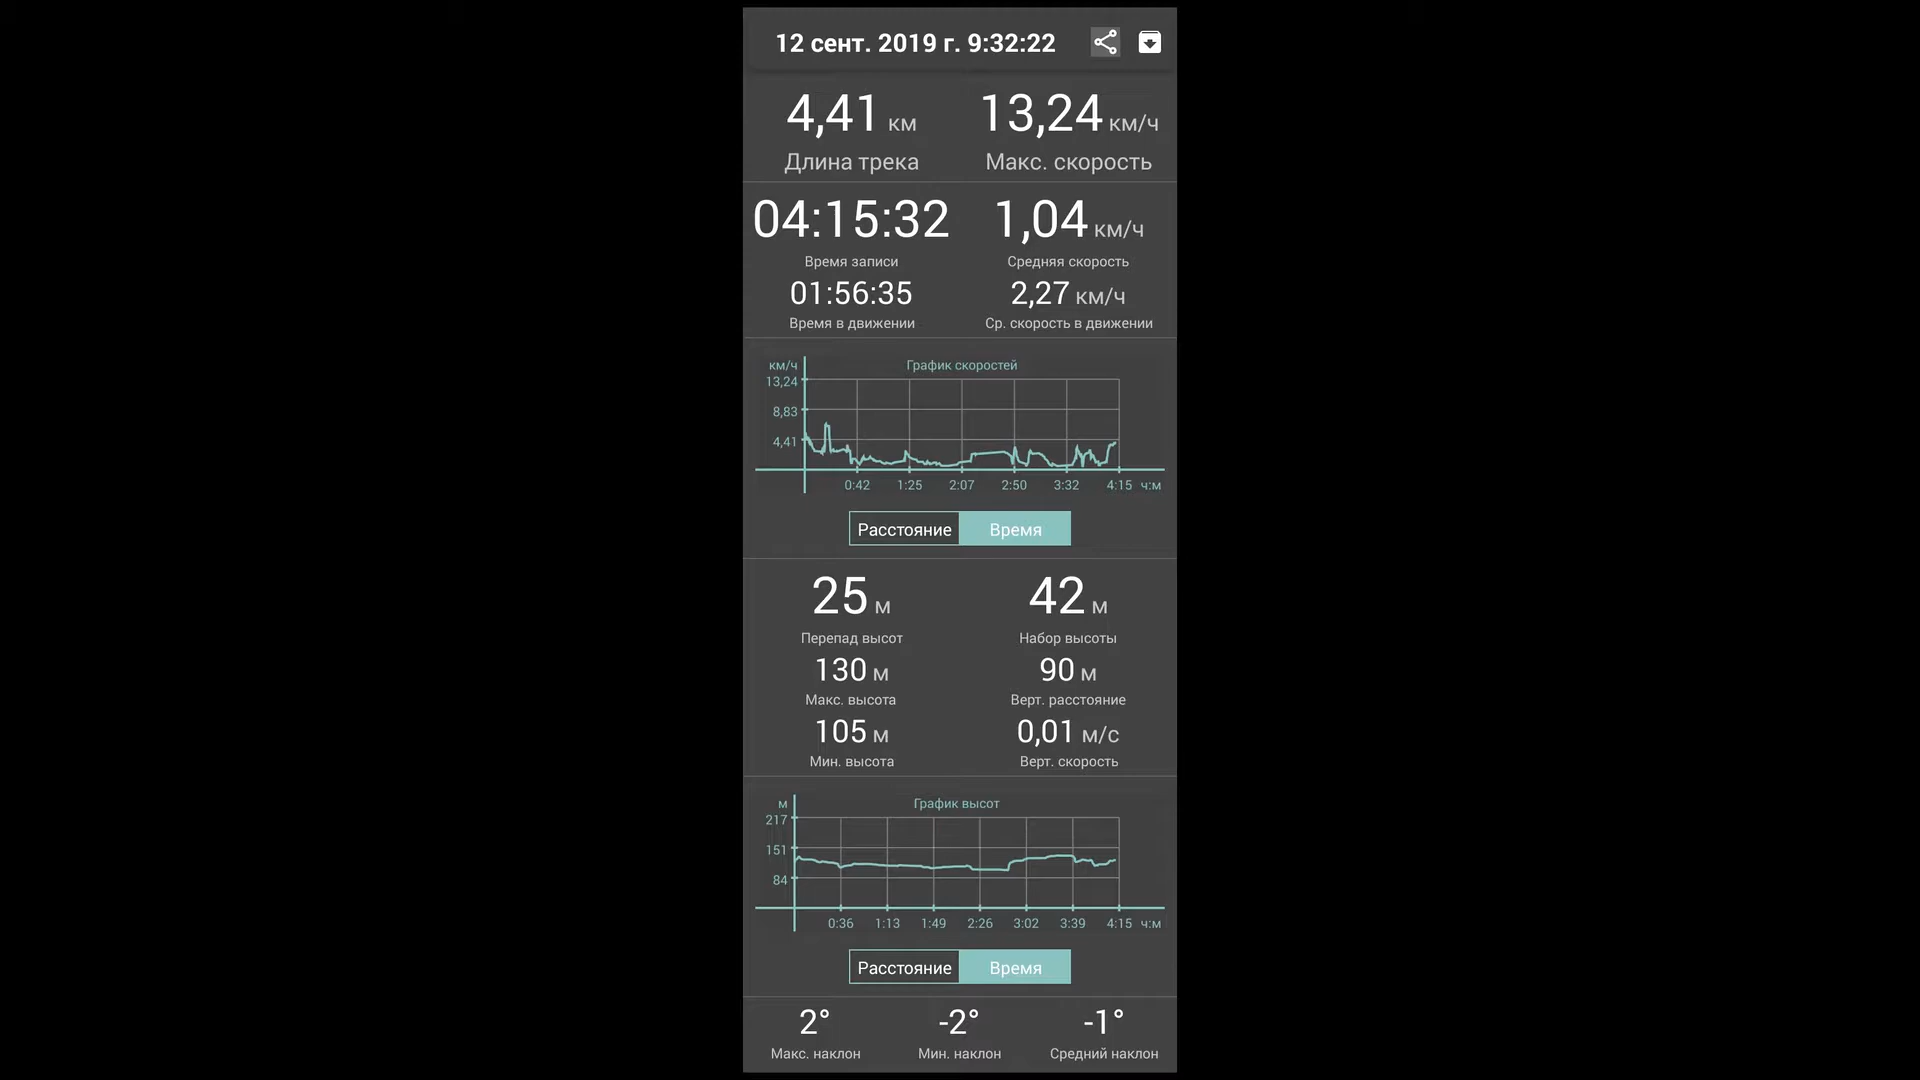 12 сент. 2019 г. 9:32:22
4,41 км 13,24 км/ч
Длина трека Макс. скорость
04:15:32 1,04 км/ч
Время записи Средняя скорость
01:56:35 2,27 км/ч
Время в движении Ср. скорость в движении
км/ч График скоростей
13,24
8,83
4,41
0:42 1:25 2:07 2:50 3:32 4:15 ч:м
Расстояние Время
25 м 42 м
Перепад высот Набор высоты
130 м 90 м
Макс. высота Верт. расстояние
105 м 0,01 м/с
Мин. высота Верт. скорость
м График высот
217
151
84
0:36 1:13 1:49 2:26 3:02 3:39 4:15 ч:м
Расстояние Время
2° -2° -1°
Макс. наклон Мин. наклон Средний наклон